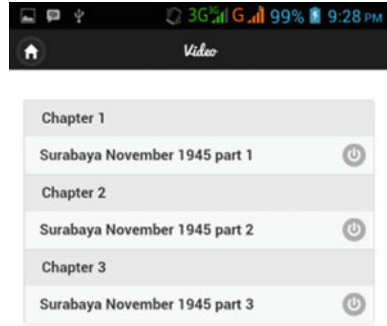 3G 3G G 99% 9:28 PM
Video
Chapter 1
Surabaya November 1945 part 1
Chapter 2
Surabaya November 1945 part 2
Chapter 3
Surabaya November 1945 part 3